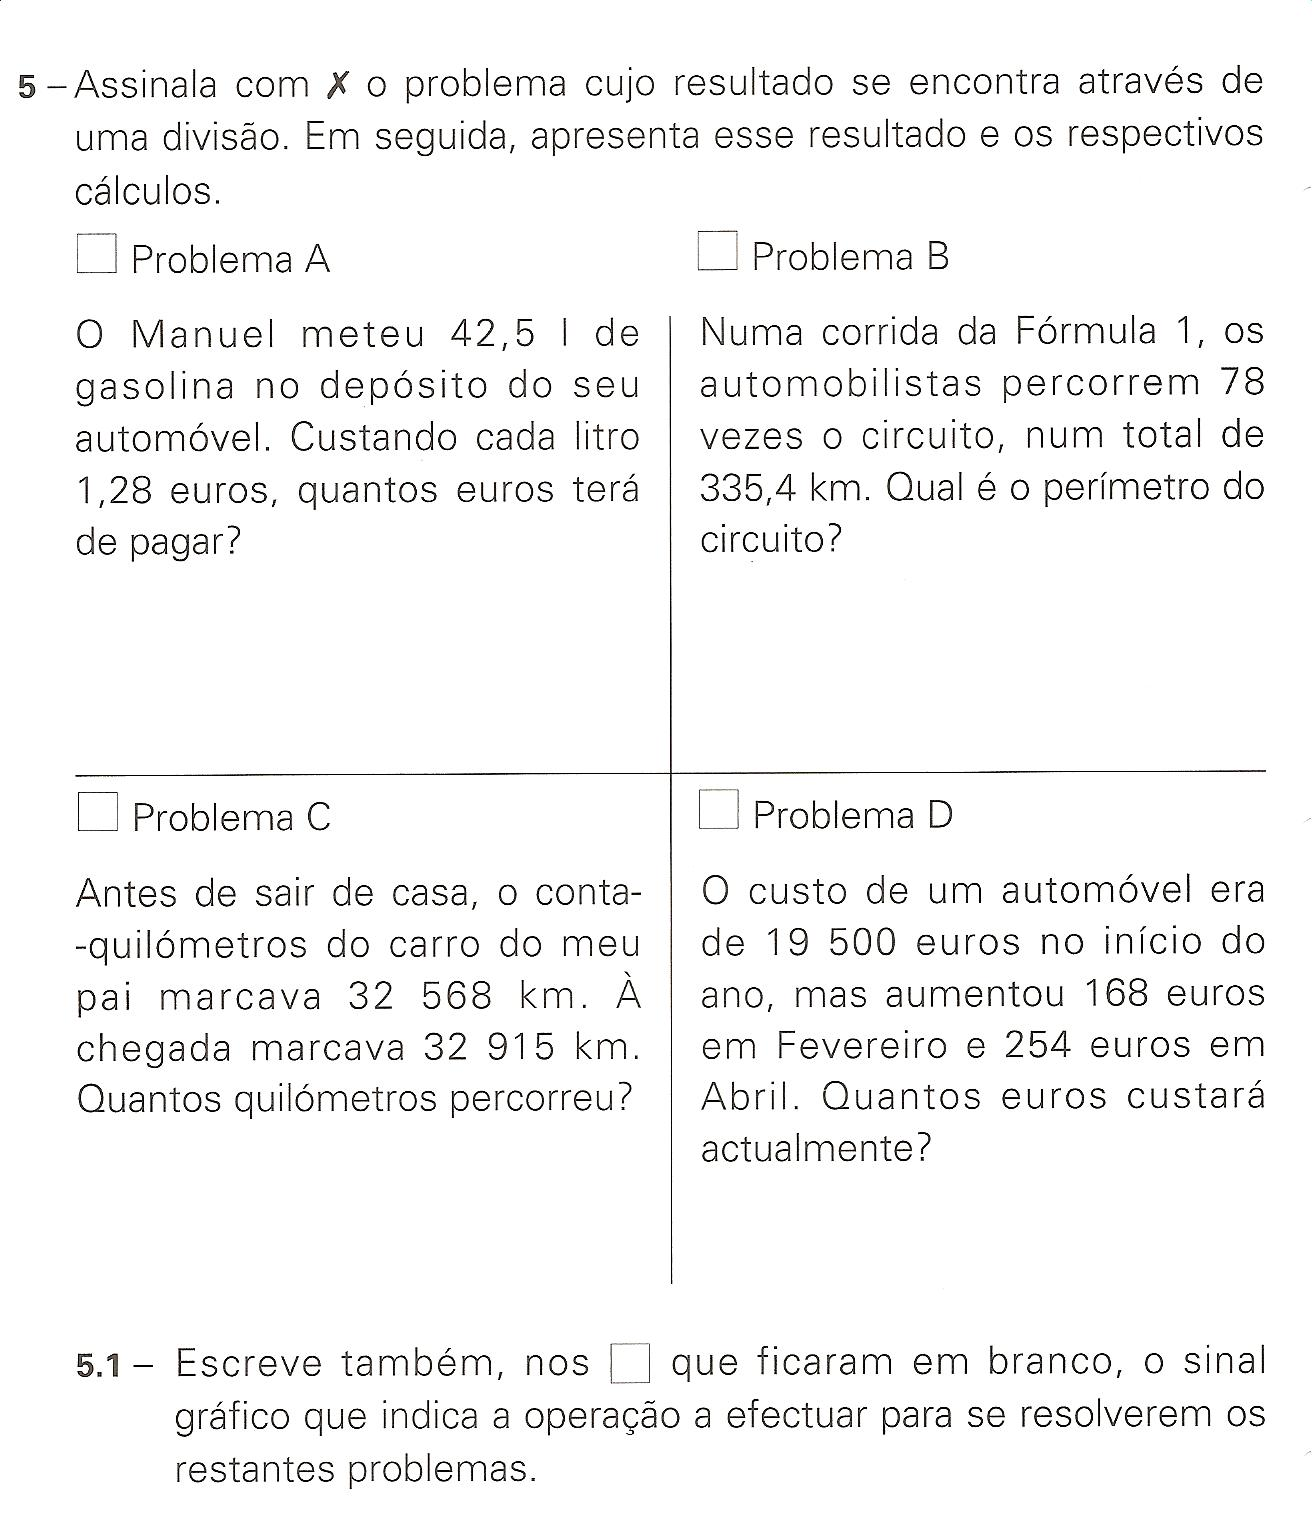 5 – Assinala com ✗ o problema cujo resultado se encontra através de
uma divisão. Em seguida, apresenta esse resultado e os respectivos
cálculos.
Problema A
O Manuel meteu 42,5 l de
gasolina no depósito do seu
automóvel. Custando cada litro
1,28 euros, quantos euros terá
de pagar?
Problema B
Numa corrida da Fórmula 1, os
automobilistas percorrem 78
vezes o circuito, num total de
335,4 km. Qual é o perímetro do
circuito?
Problema C
Antes de sair de casa, o conta-
-quilómetros do carro do meu
pai marcava 32 568 km. À
chegada marcava 32 915 km.
Quantos quilómetros percorreu?
Problema D
O custo de um automóvel era
de 19 500 euros no início do
ano, mas aumentou 168 euros
em Fevereiro e 254 euros em
Abril. Quantos euros custará
actualmente?
5.1 – Escreve também, nos □ que ficaram em branco, o sinal
gráfico que indica a operação a efectuar para se resolverem os
restantes problemas.